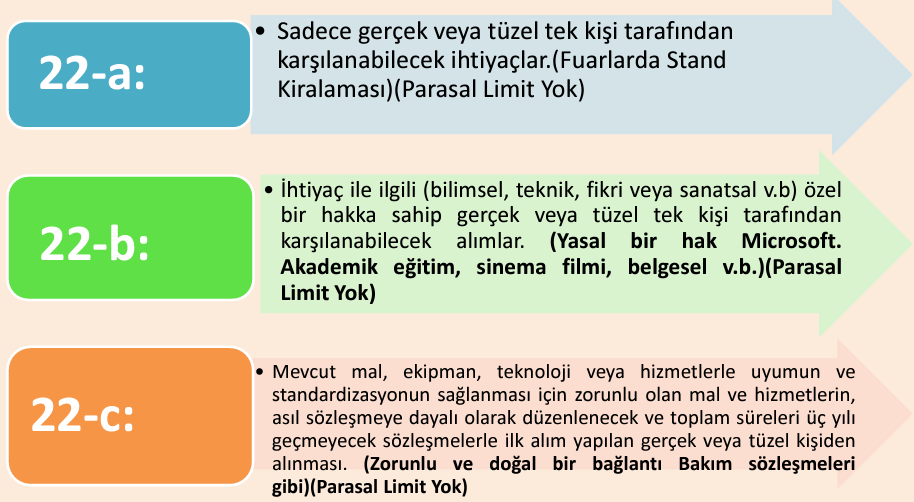 22-a:
• Sadece gerçek veya tüzel tek kişi tarafından
karşılanabilecek ihtiyaçlar.(Fuarlarda Stand
Kiralaması)(Parasal Limit Yok)
22-b:
• İhtiyaç ile ilgili (bilimsel, teknik, fikri veya sanatsal v.b) özel
bir hakka sahip gerçek veya tüzel tek kişi tarafından
karşılanabilecek alımlar. (Yasal bir hak Microsoft.
Akademik eğitim, sinema filmi, belgesel v.b.)(Parasal
Limit Yok)
22-c:
• Mevcut mal, ekipman, teknoloji veya hizmetlerle uyumun ve
standardizasyonun sağlanması için zorunlu olan mal ve hizmetlerin,
asıl sözleşmeye dayalı olarak düzenlenecek ve toplam süreleri üç yılı
geçmeyecek sözleşmelerle ilk alım yapılan gerçek veya tüzel kişiden
alınması. (Zorunlu ve doğal bir bağlantı Bakım sözleşmeleri
gibi)(Parasal Limit Yok)